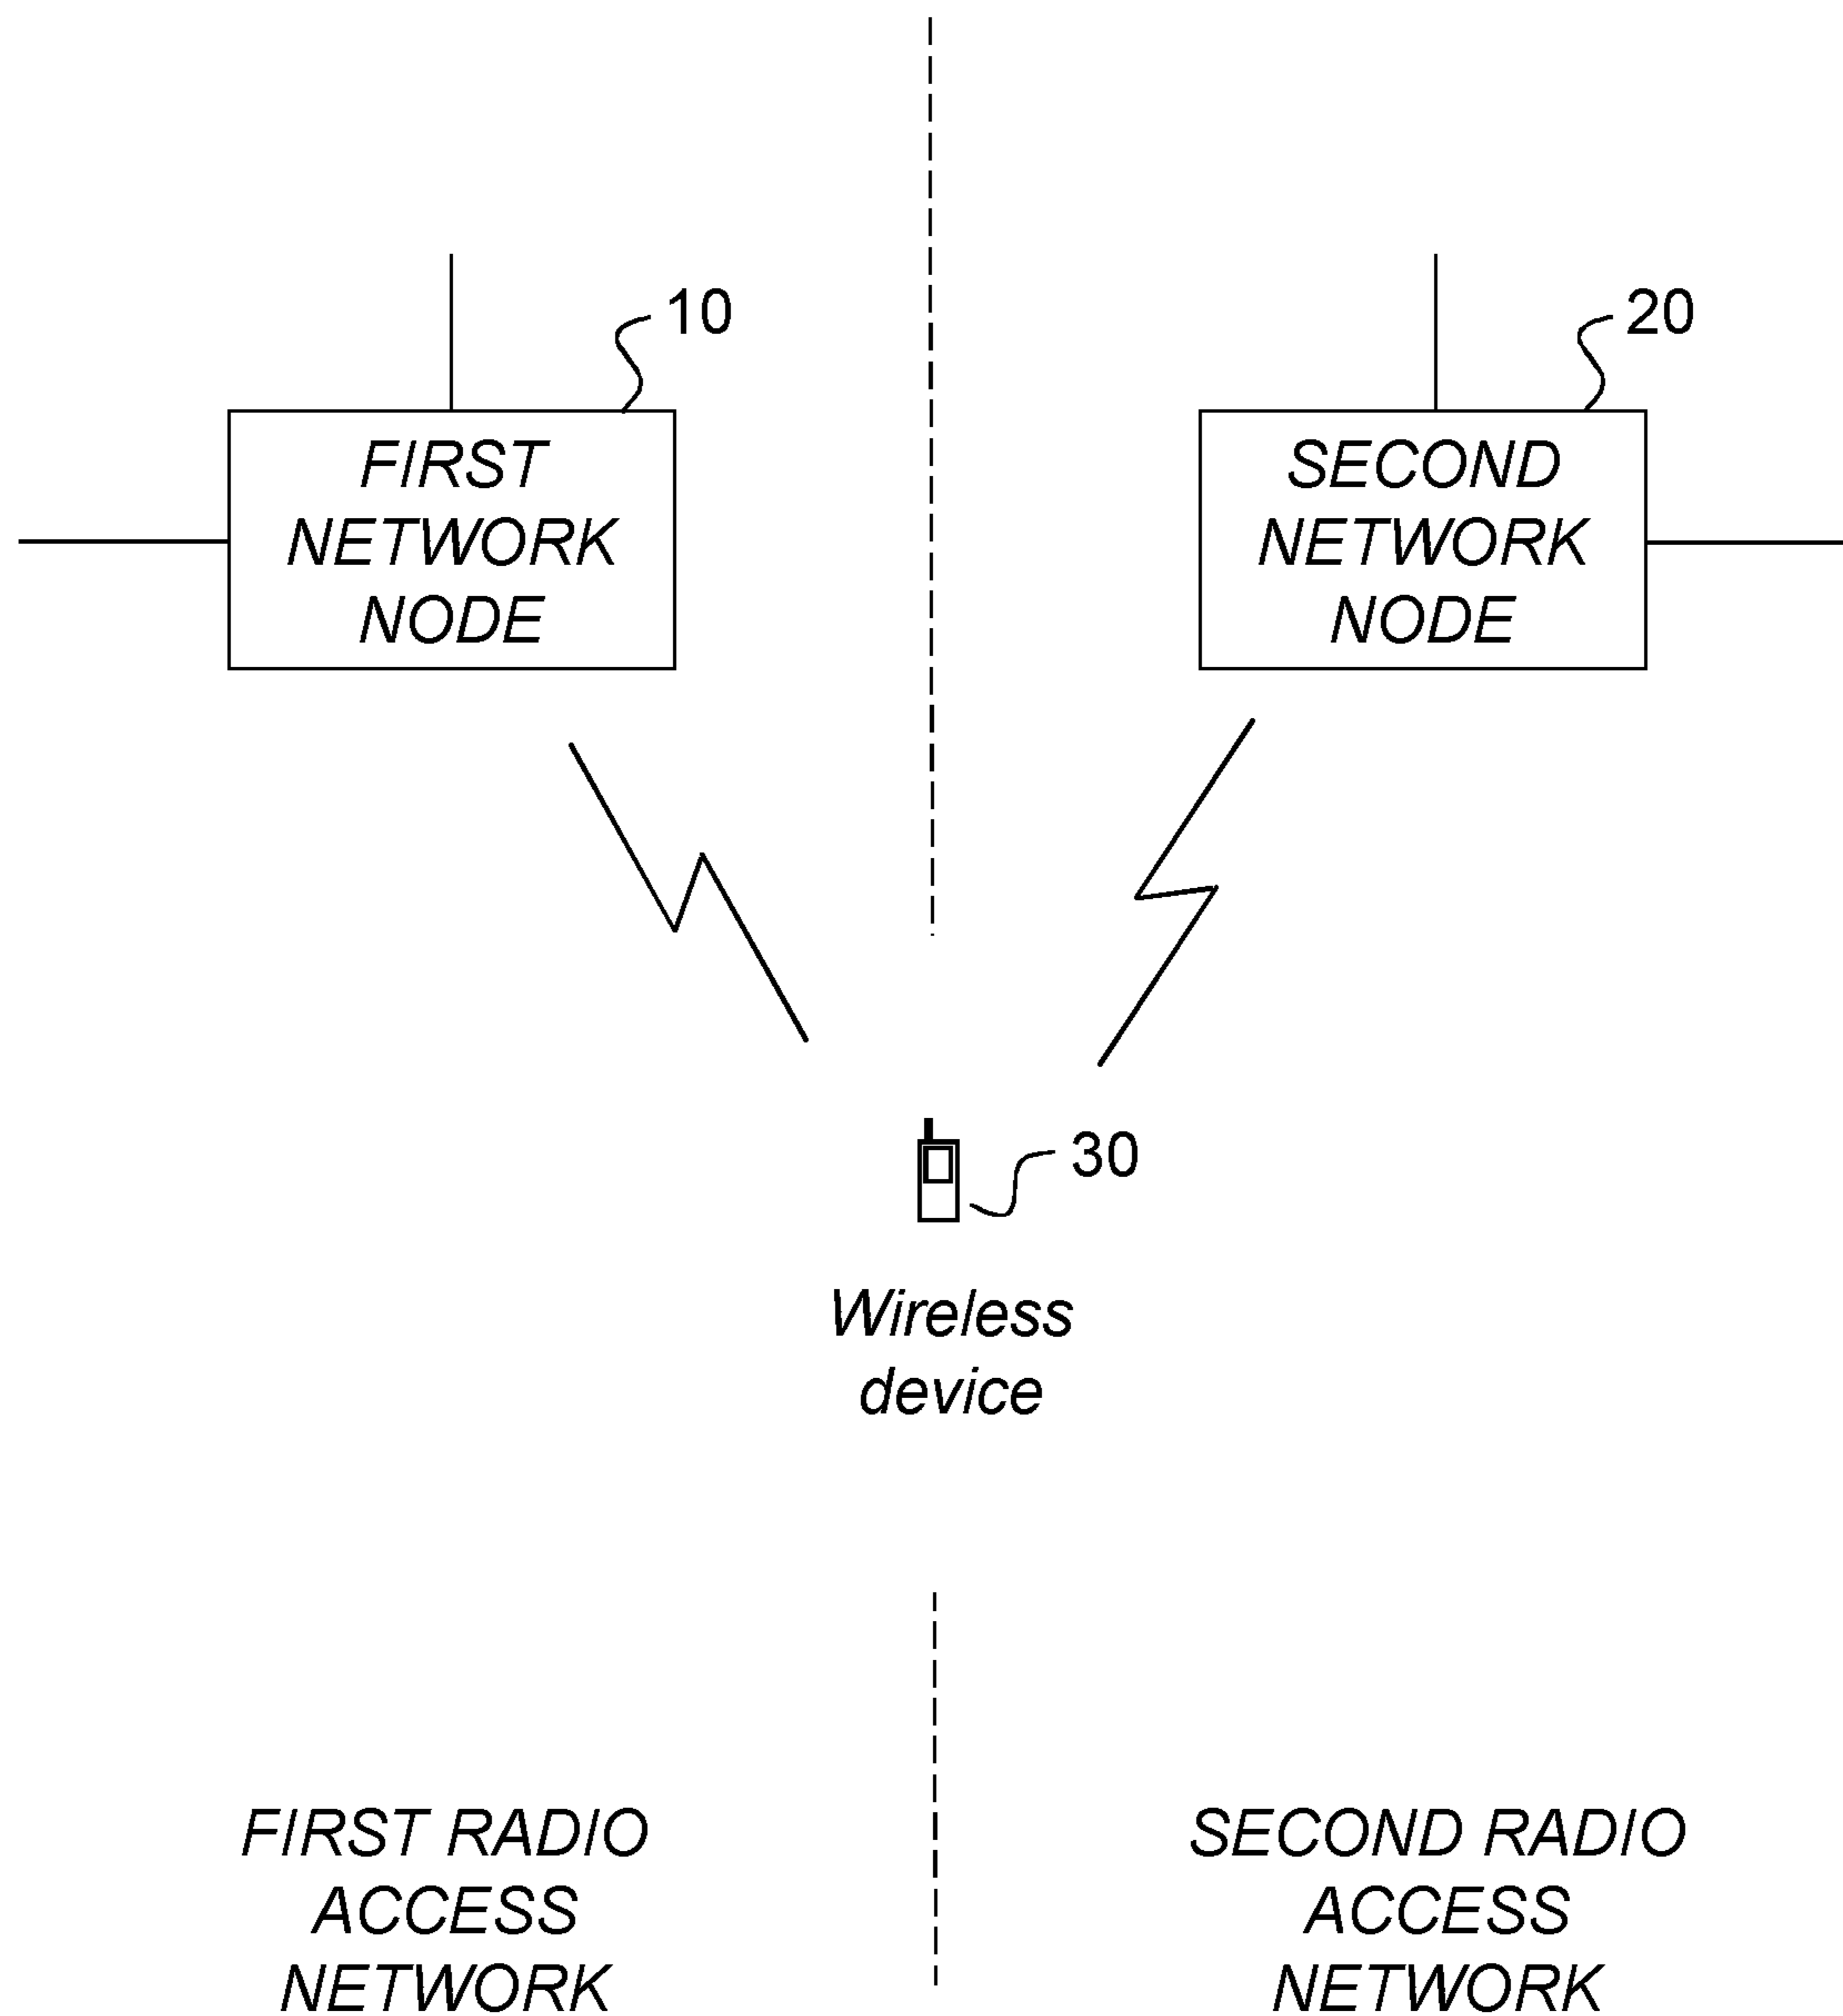 10
20
FIRST
NETWORK
NODE
SECOND
NETWORK
NODE
30
Wireless
device
FIRST RADIO
ACCESS
NETWORK
SECOND RADIO
ACCESS
NETWORK